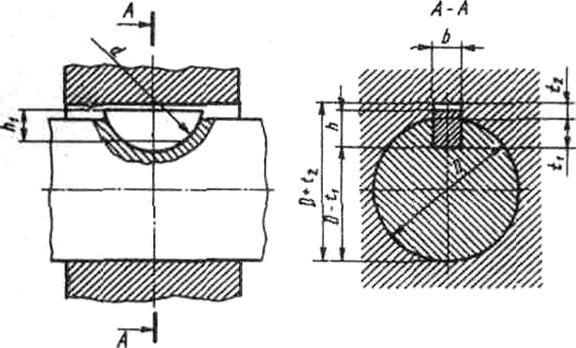 A
A - A
b
d
h₁
A
t₂
h
D + t₂
D - t₁
D
t₁